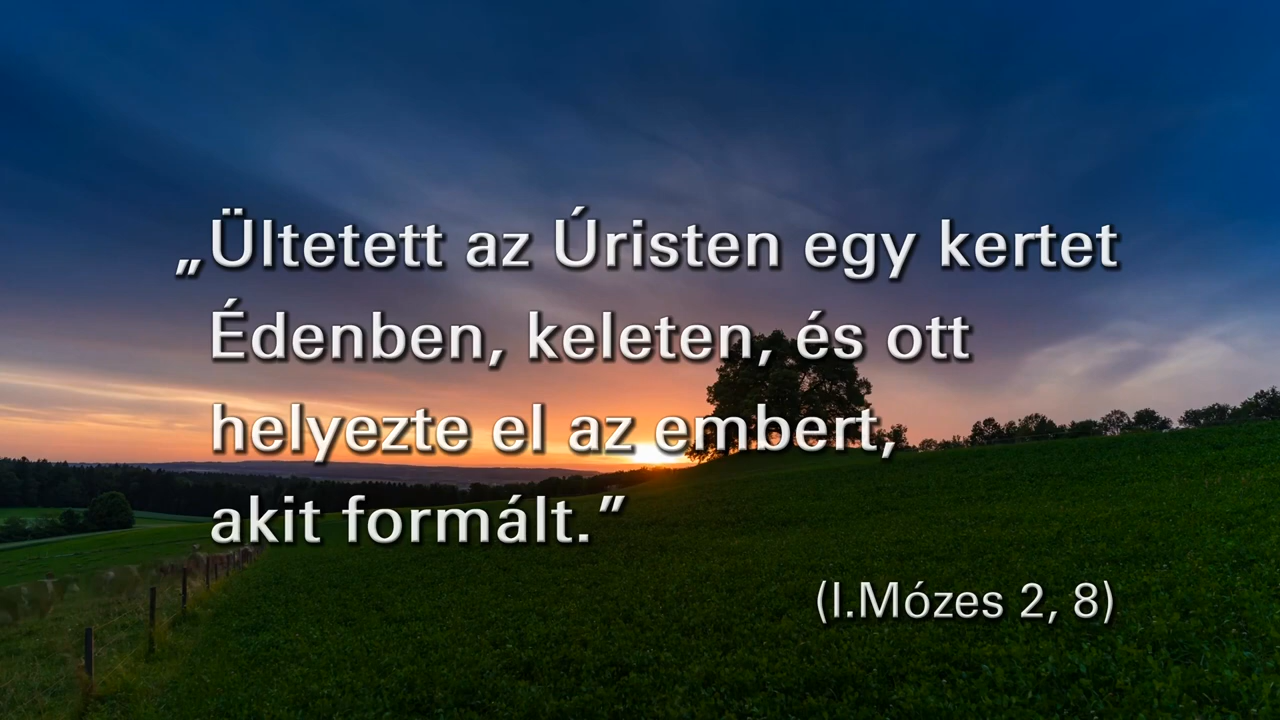 „Ültetett az Úristen egy kertet
Édenben, keleten, és ott
helyezte el az embert,
akit formált.”
(I.Mózes 2, 8)